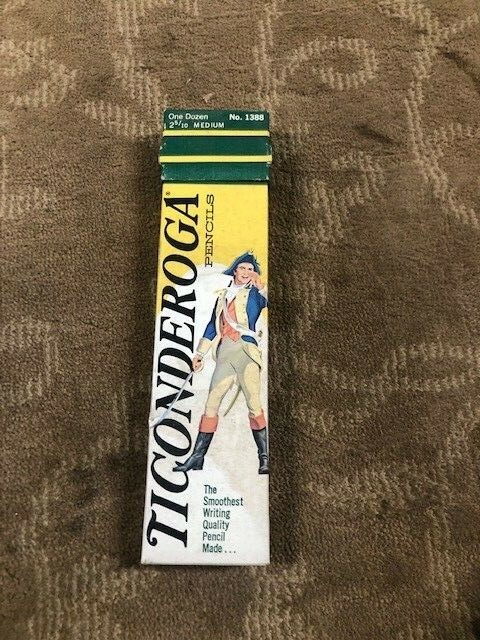 One Dozen No. 1388
2 5/10 MEDIUM
TICONDEROGA®
PENCILS
The
Smoothest
Writing
Quality
Pencil
Made...